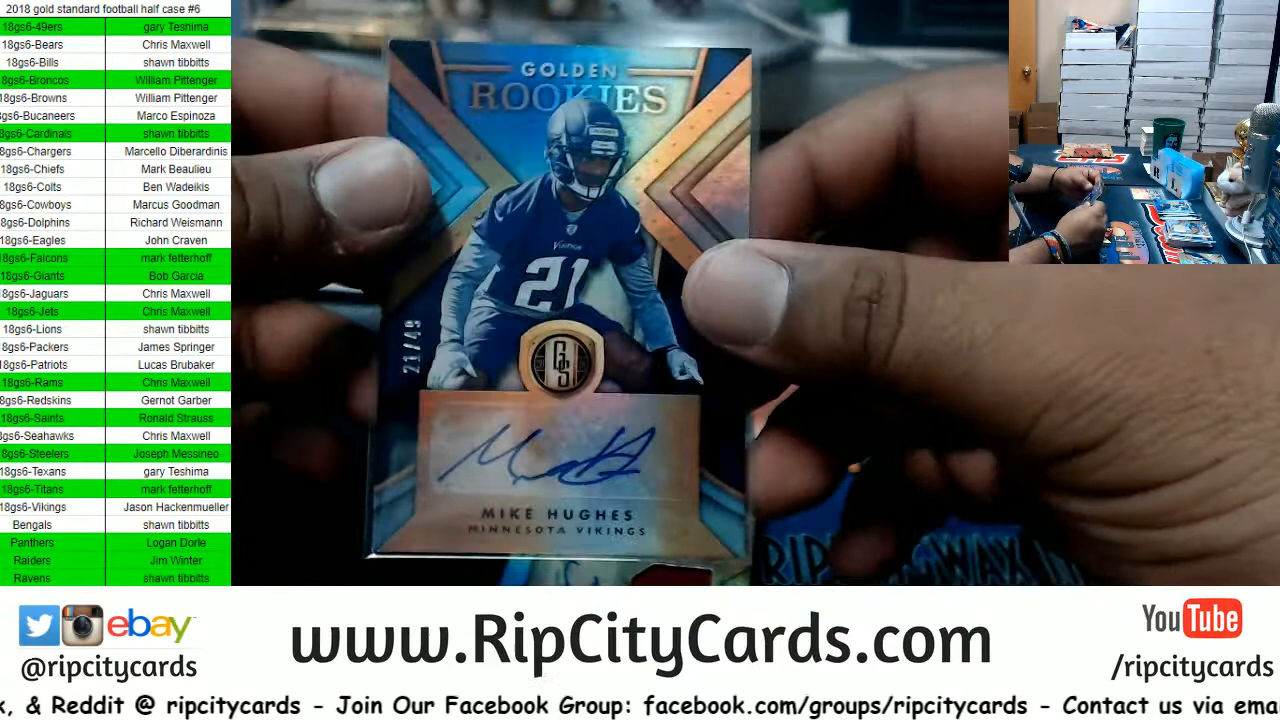 2018 gold standard football half case #6
18gs6-49ers gary Teshima
18gs-Bears Chris Maxwell
18gs-Bills shawn tibbitts
8gs6-Broncos William Pittenger
18gs6-Browns William Pittenger
8gs6-Bucaneers Marco Espinoza
8gs6-Cardinals shawn tibbitts
8gs6-Chargers Marcello Diberardinis
18gs6-Chiefs Mark Beaulieu
18gs6-Colts Ben Wadeikis
8gs6-Cowboys Marcus Goodman
8gs6-Dolphins Richard Weismann
18gs6-Eagles John Craven
8gs6-Falcons mark fetterhoff
18gs6-Giants Bob Garcia
8gs6-Jaguars Chris Maxwell
18gs6-Jets Chris Maxwell
18gs6-Lions shawn tibbitts
8gs6-Packers James Springer
18gs6-Patriots Lucas Brubaker
18gs6-Rams Chris Maxwell
8gs6-Redskins Gernot Garber
18gs6-Saints Ronald Strauss
8gs6-Seahawks Chris Maxwell
8gs6-Steelers Joseph Messineo
18gs-Texans gary Teshima
18gs6-Titans mark fetterhoff
18gs6-Vikings Jason Hackenmueller
Bengals shawn tibbitts
Panthers Logan Dorle
Raiders Jim Winter
Ravens shawn tibbitts
GOLDEN
ROOKIES
VIKINGS
21
21/49
GS
MIKE HUGHES
MINNESOTA VIKINGS
RIP WAX
ebay
@ripcitycards
www.RipCityCards.com
YouTube
/ripcitycards
x, & Reddit @ ripcitycards - Join Our Facebook Group: facebook.com/groups/ripcitycards - Contact us via emai